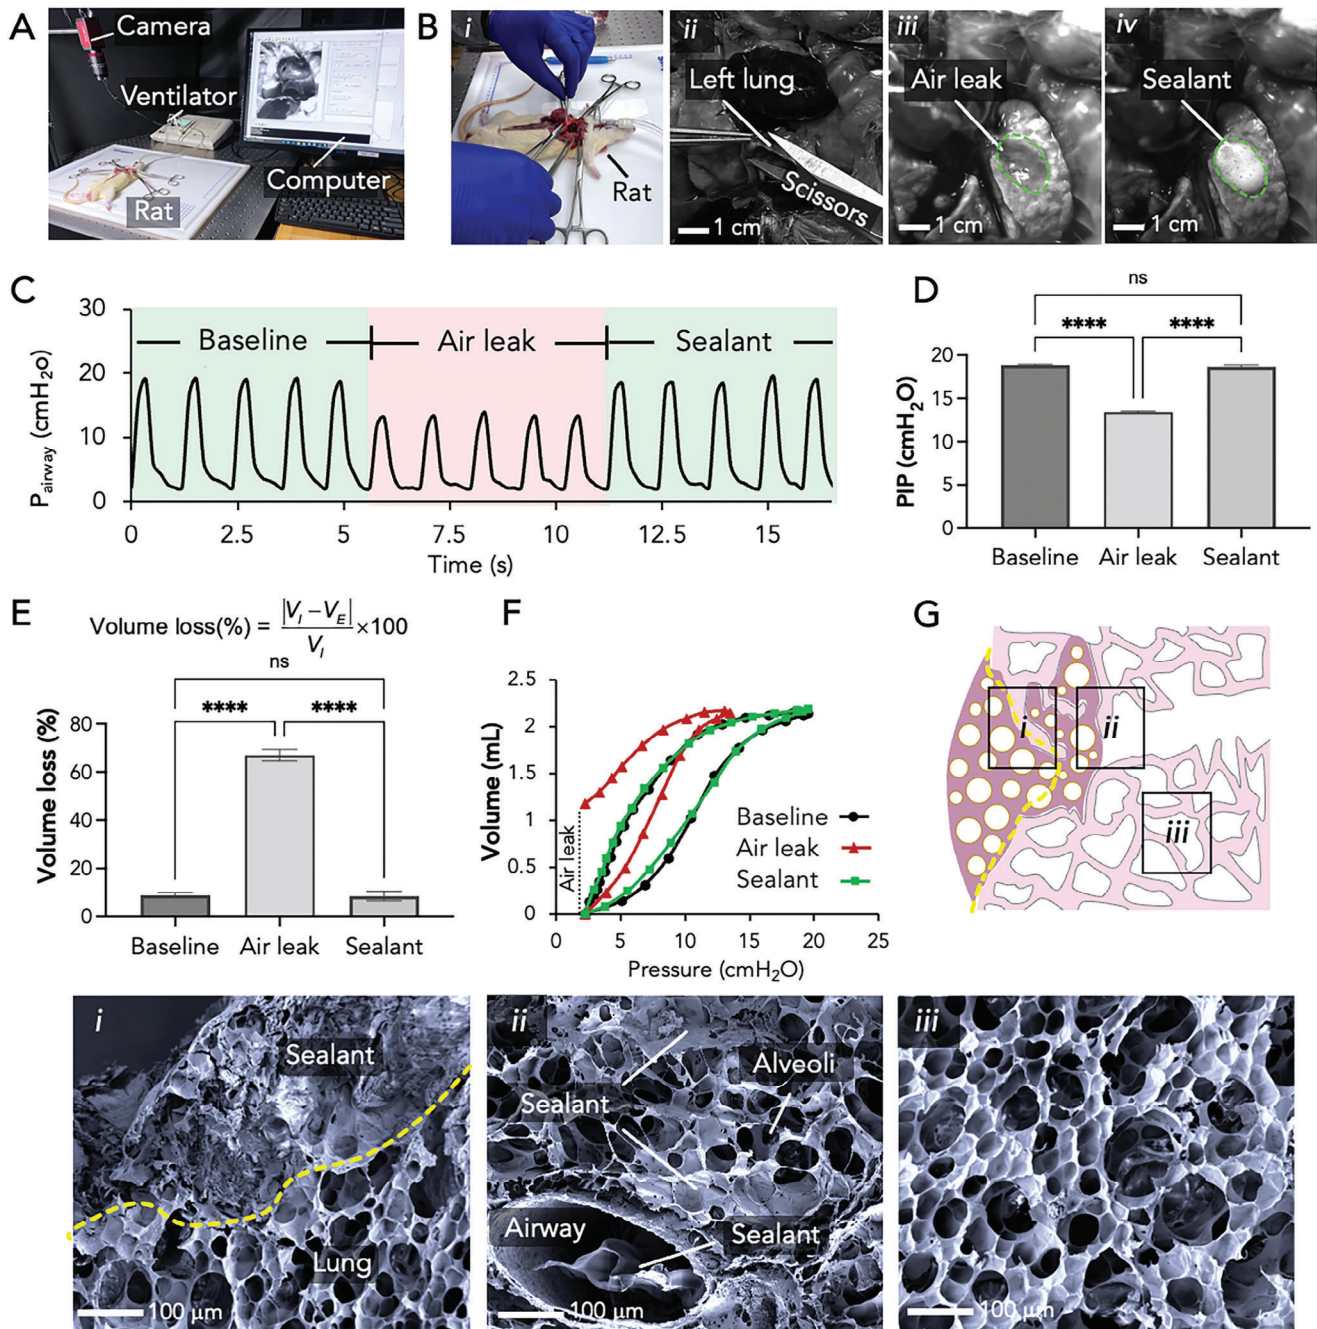 A
Camera
Ventilator
Computer
Rat
B
i
Rat
ii
Left lung
Scissors
1 cm
iii
Air leak
1 cm
iv
Sealant
1 cm
C
P airway (cmH2O)
30
20
10
0
Baseline
Air leak
Sealant
0
2.5
5
7.5
10
12.5
15
Time (s)
D
ns
****
****
PIP (cmH2O)
20
15
10
5
0
Baseline
Air leak
Sealant
E
Volume loss(%) = |VI − VE| / VI ×100
ns
****
****
Volume loss (%)
80
60
40
20
0
Baseline
Air leak
Sealant
F
Volume (mL)
2.5
2
1.5
1
0.5
0
Air leak
Baseline
Air leak
Sealant
0
5
10
15
20
25
Pressure (cmH2O)
G
i
ii
iii
i
Sealant
Lung
100 µm
ii
Alveoli
Sealant
Airway
Sealant
100 µm
iii
100 µm